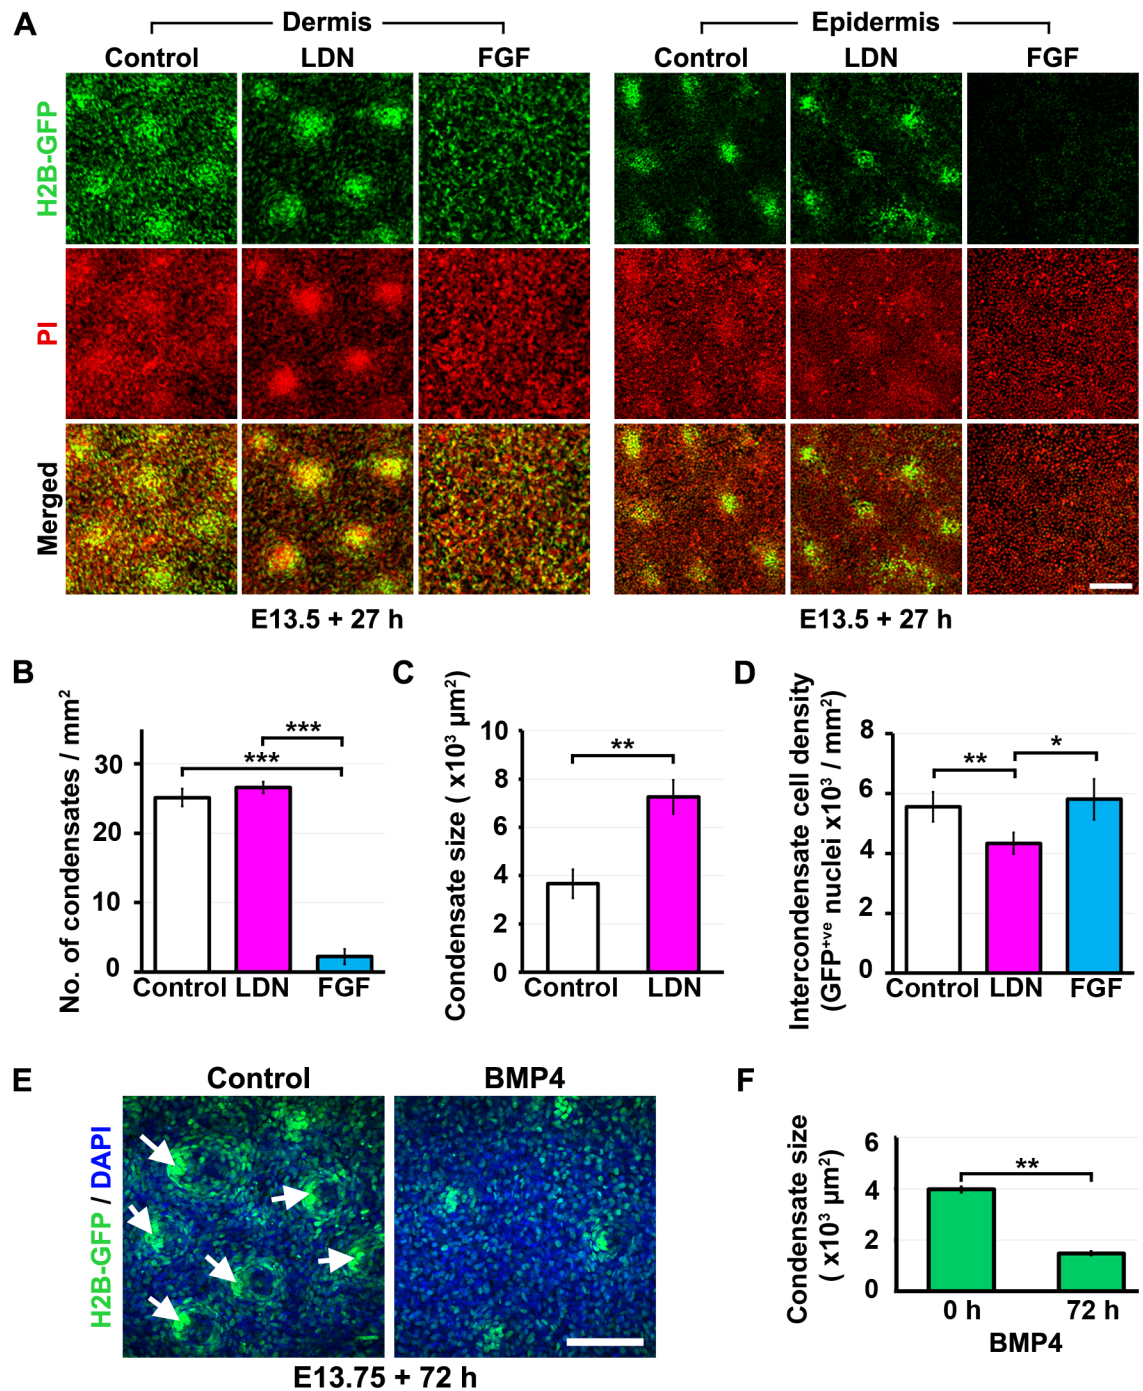 A
Dermis
Epidermis
Control LDN FGF
Control LDN FGF
H2B-GFP
PI
Merged
E13.5 + 27 h
E13.5 + 27 h
B
No. of condensates / mm²
30
20
10
0
***
***
Control LDN FGF
C
Condensate size ( x10³ µm²)
10
8
6
4
2
0
**
Control LDN
D
Intercondensate cell density
(GFP⁺ᵛᵉ nuclei x10³ / mm²)
8
6
4
2
0
**
*
Control LDN FGF
E
Control
BMP4
H2B-GFP / DAPI
E13.75 + 72 h
F
Condensate size
( x10³ µm²)
6
4
2
0
**
0 h 72 h
BMP4